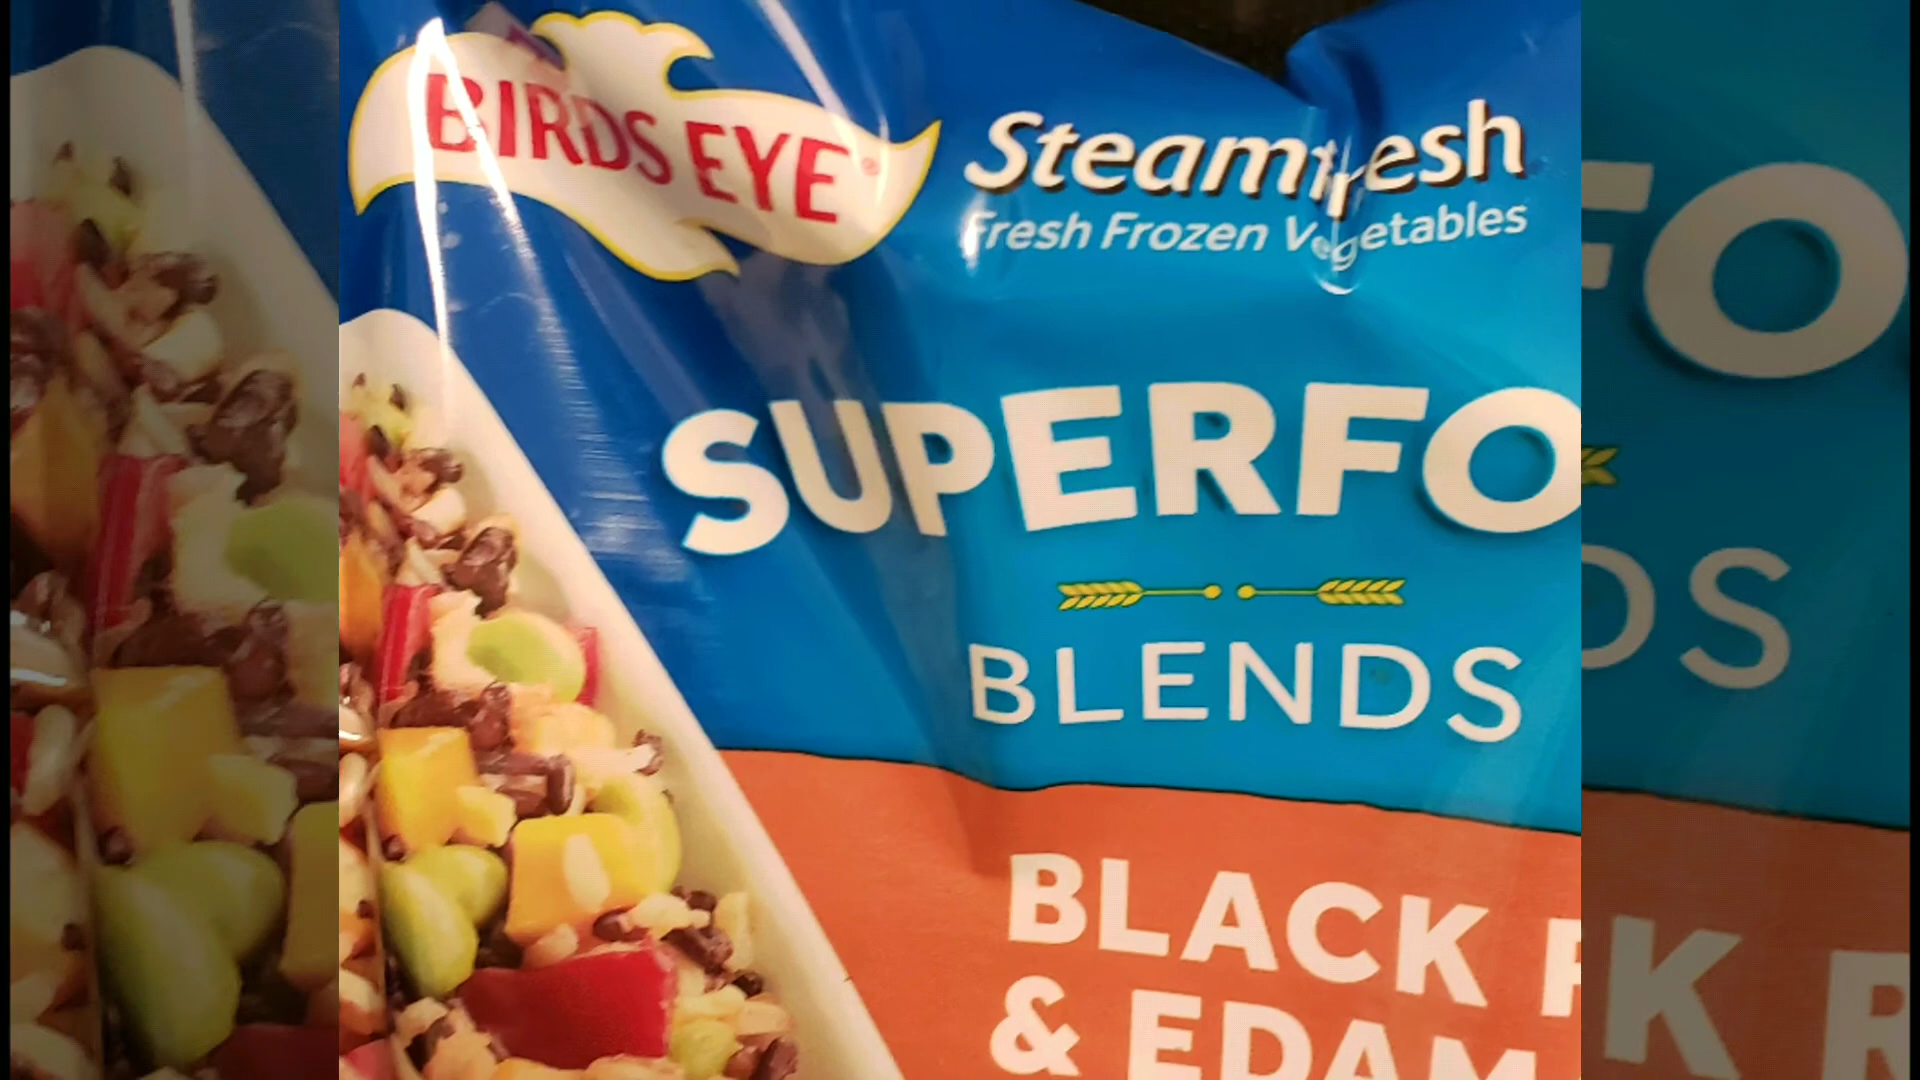 BIRDS EYE®
Steamfresh
Fresh Frozen Vegetables
SUPERFO
BLENDS
BLACK R
& EDAM